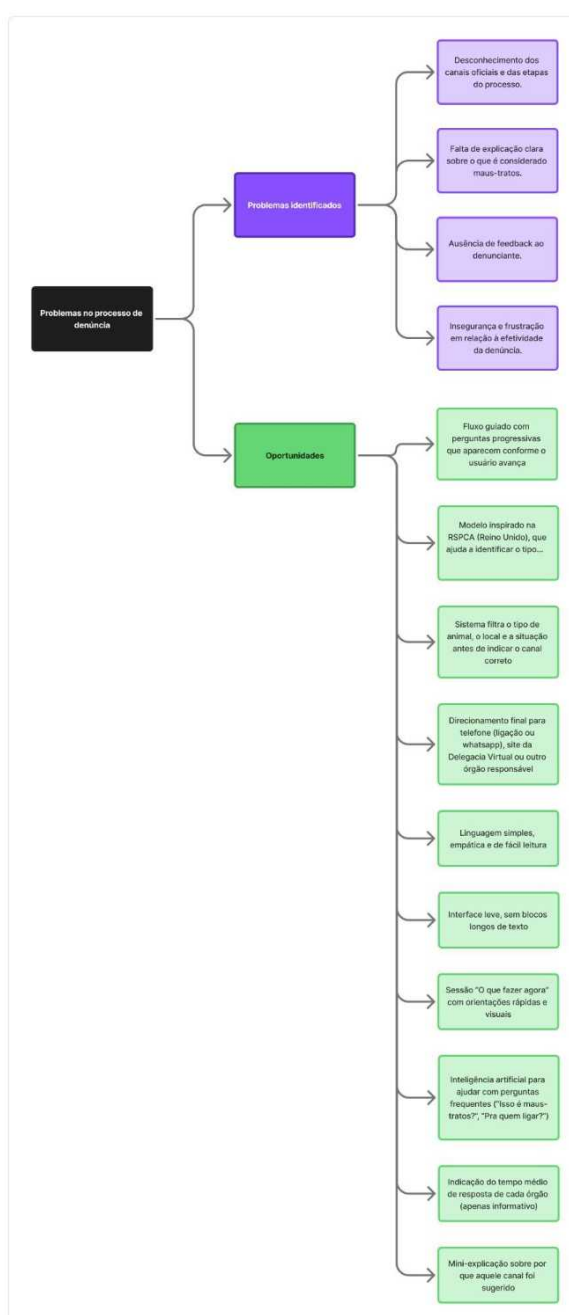 Problemas no processo de
denúncia
Problemas identificados
Desconhecimento dos
canais oficiais e das etapas
do processo.
Falta de explicação clara
sobre o que é considerado
maus-tratos.
Ausência de feedback ao
denunciante.
Insegurança e frustração
em relação à efetividade
da denúncia.
Oportunidades
Fluxo guiado com
perguntas progressivas
que aparecem conforme o
usuário avança
Modelo inspirado na
RSPCA (Reino Unido), que
ajuda a identificar o tipo...
Sistema filtra o tipo de
animal, o local e a situação
antes de indicar o canal
correto
Direcionamento final para
telefone (ligação ou
whatsapp), site da
Delegacia Virtual ou outro
órgão responsável
Linguagem simples,
empática e de fácil leitura
Interface leve, sem blocos
longos de texto
Sessão "O que fazer agora"
com orientações rápidas e
visuais
Inteligência artificial para
ajudar com perguntas
frequentes ("Isso é maus-
tratos?", "Pra quem ligar?")
Indicação do tempo médio
de resposta de cada órgão
(apenas informativo)
Mini-explicação sobre por
que aquele canal foi
sugerido